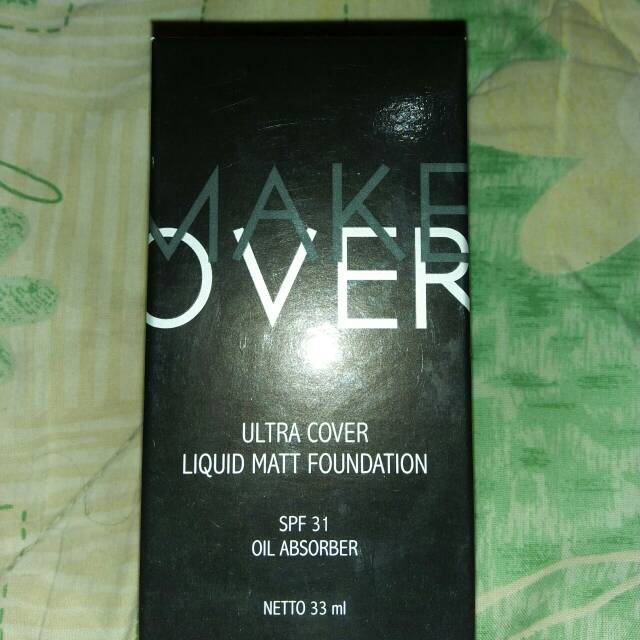 MAKE
OVER
ULTRA COVER
LIQUID MATT FOUNDATION
SPF 31
OIL ABSORBER
NETTO 33 ml